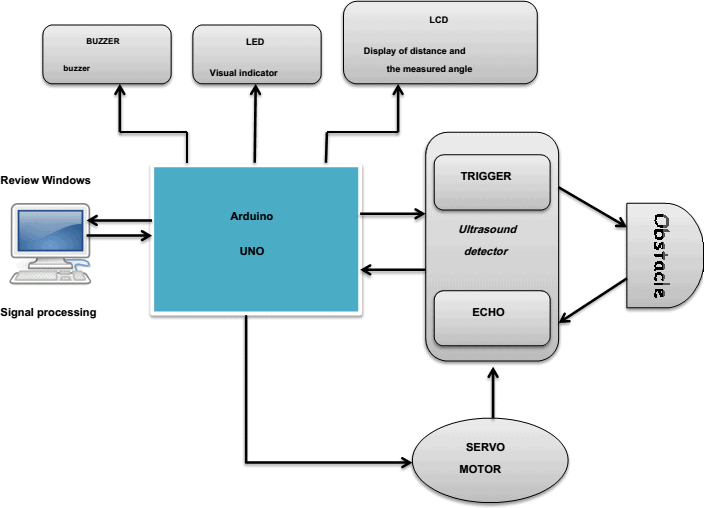 BUZZER
buzzer
LED
Visual indicator
LCD
Display of distance and
the measured angle
Review Windows
Signal processing
Arduino
UNO
TRIGGER
Ultrasound
detector
ECHO
Obstacle
SERVO
MOTOR